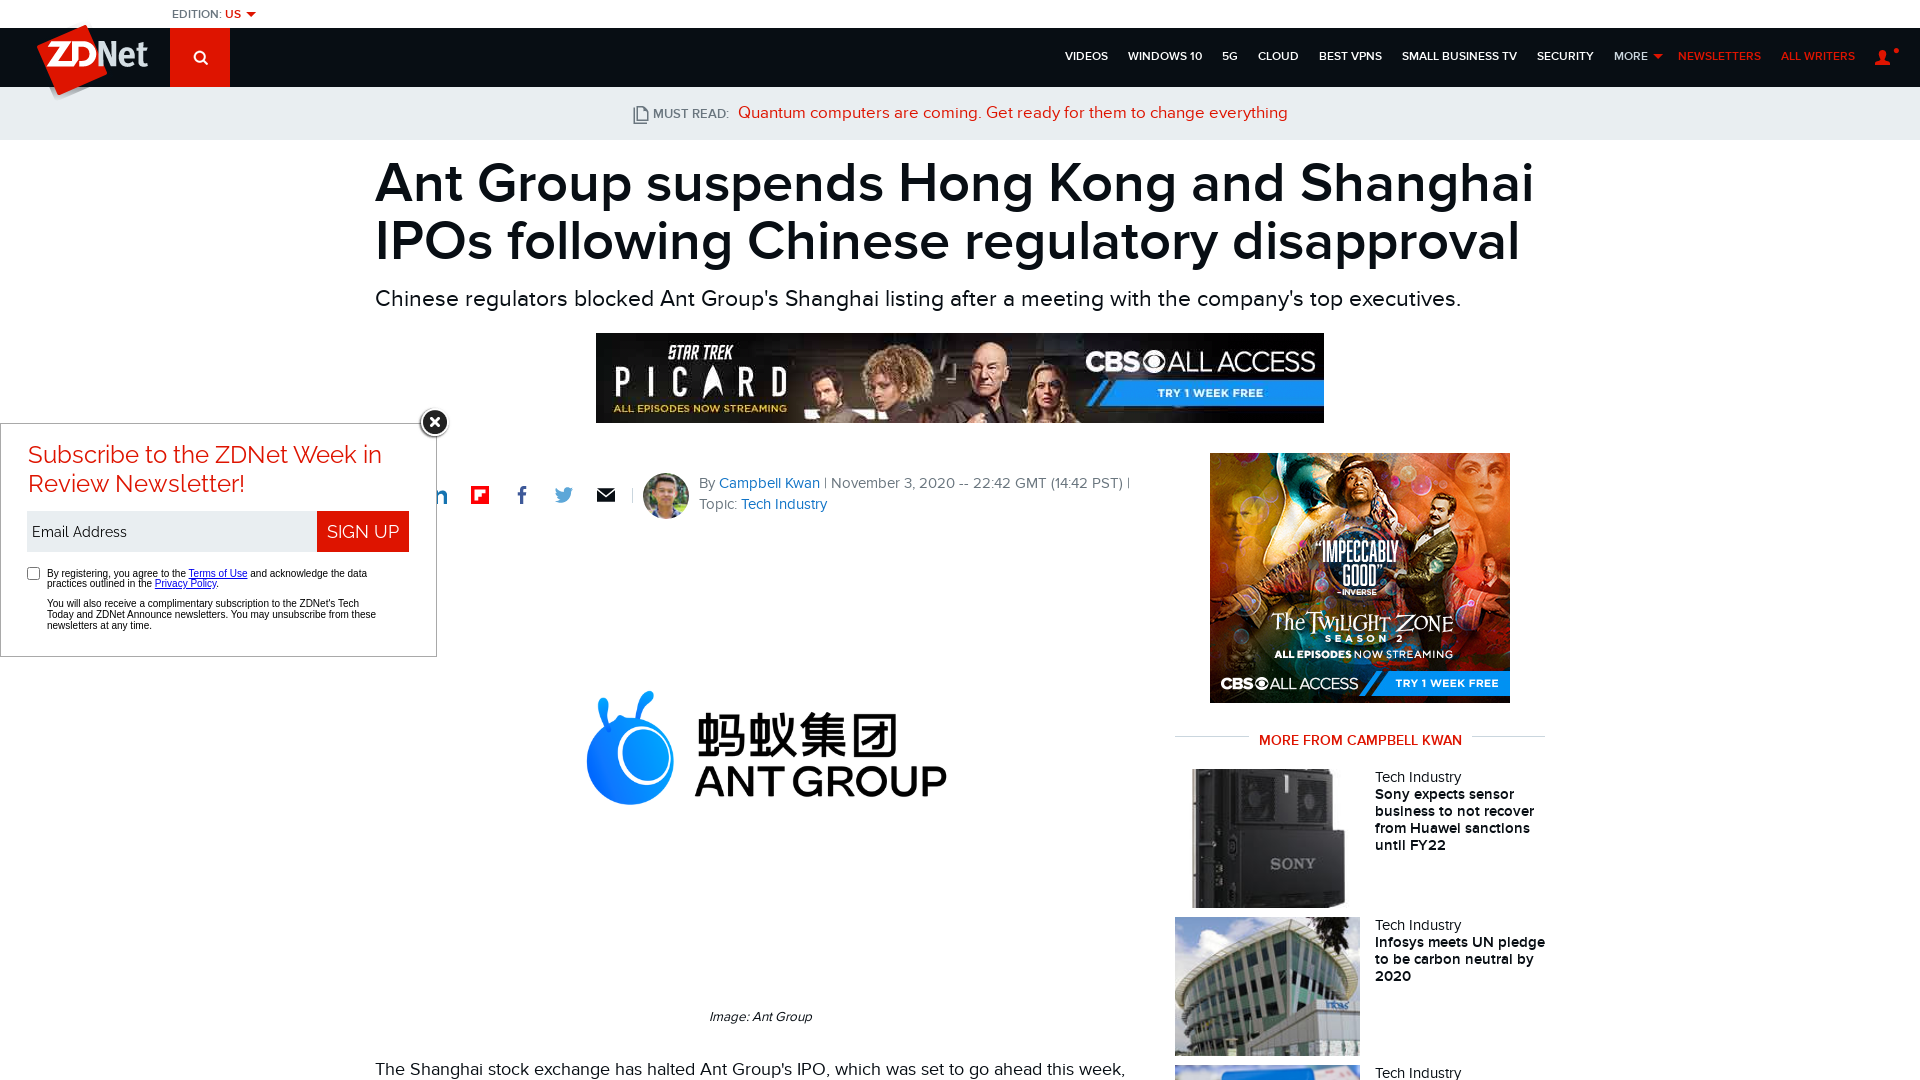 EDITION: US
ZDNet
VIDEOS WINDOWS 10 5G CLOUD BEST VPNS SMALL BUSINESS TV SECURITY MORE NEWSLETTERS ALL WRITERS
MUST READ: Quantum computers are coming. Get ready for them to change everything
Ant Group suspends Hong Kong and Shanghai
IPOs following Chinese regulatory disapproval
Chinese regulators blocked Ant Group's Shanghai listing after a meeting with the company's top executives.
STAR TREK
PICARD
ALL EPISODES NOW STREAMING
CBS ALL ACCESS
TRY 1 WEEK FREE
Subscribe to the ZDNet Week in
Review Newsletter!
Email Address
SIGN UP
By registering, you agree to the Terms of Use and acknowledge the data
practices outlined in the Privacy Policy.
You will also receive a complimentary subscription to the ZDNet's Tech
Today and ZDNet Announce newsletters. You may unsubscribe from these
newsletters at any time.
By Campbell Kwan | November 3, 2020 -- 22:42 GMT (14:42 PST) |
Topic: Tech Industry
蚂蚁集团
ANT GROUP
Image: Ant Group
The Shanghai stock exchange has halted Ant Group's IPO, which was set to go ahead this week,
"IMPECCABLY
GOOD"
-INVERSE
The Twilight Zone
SEASON 2
ALL EPISODES NOW STREAMING
CBS ALL ACCESS
TRY 1 WEEK FREE
MORE FROM CAMPBELL KWAN
SONY
Tech Industry
Sony expects sensor
business to not recover
from Huawei sanctions
until FY22
Infosys
Tech Industry
Infosys meets UN pledge
to be carbon neutral by
2020
Tech Industry